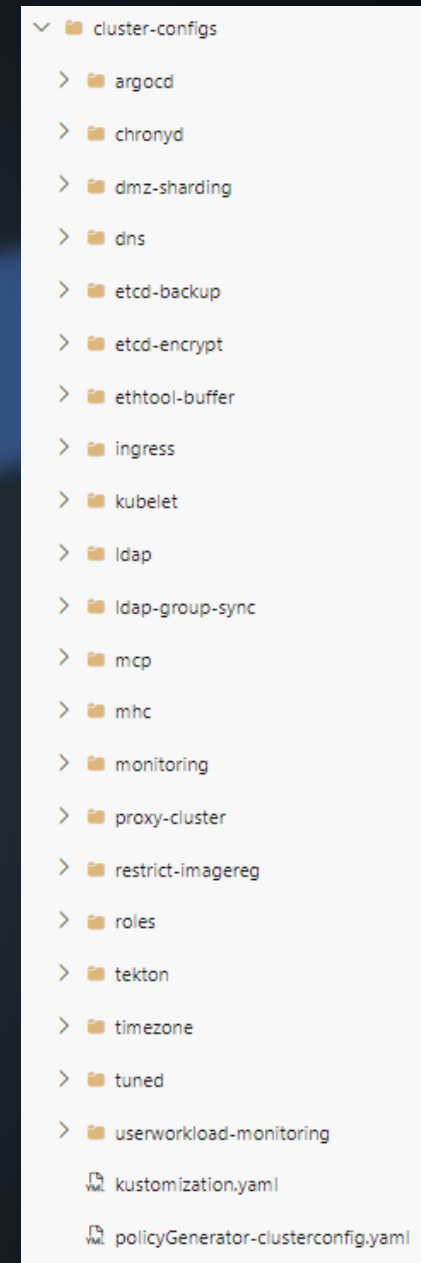 cluster-configs
argocd
chronyd
dmz-sharding
dns
etcd-backup
etcd-encrypt
ethtool-buffer
ingress
kubelet
ldap
ldap-group-sync
mcp
mhc
monitoring
proxy-cluster
restrict-imagereg
roles
tekton
timezone
tuned
userworkload-monitoring
kustomization.yaml
policyGenerator-clusterconfig.yaml